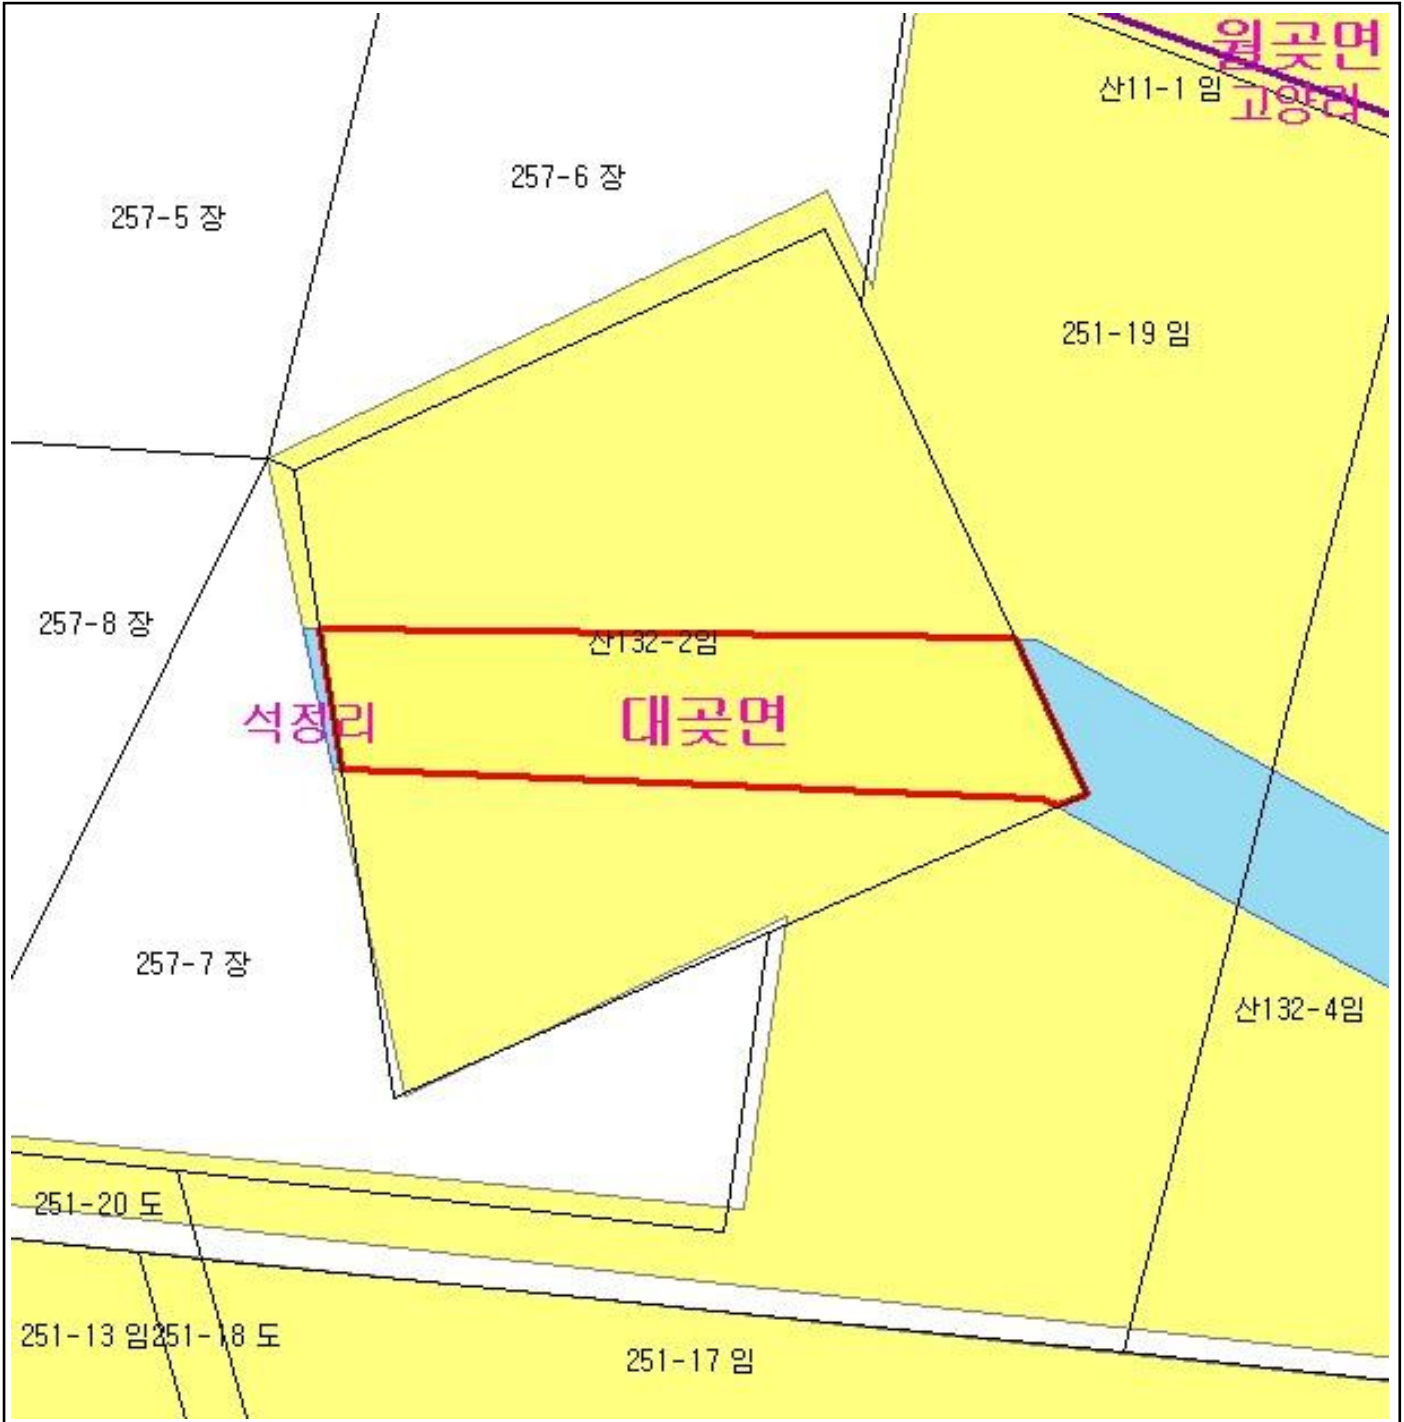 월곶면
산11-1 임
고양리
257-6 장
257-5 장
251-19 임
257-8 장
산132-2임
석정리
대곶면
257-7 장
산132-4임
251-20 도
251-13 임
251-18 도
251-17 임